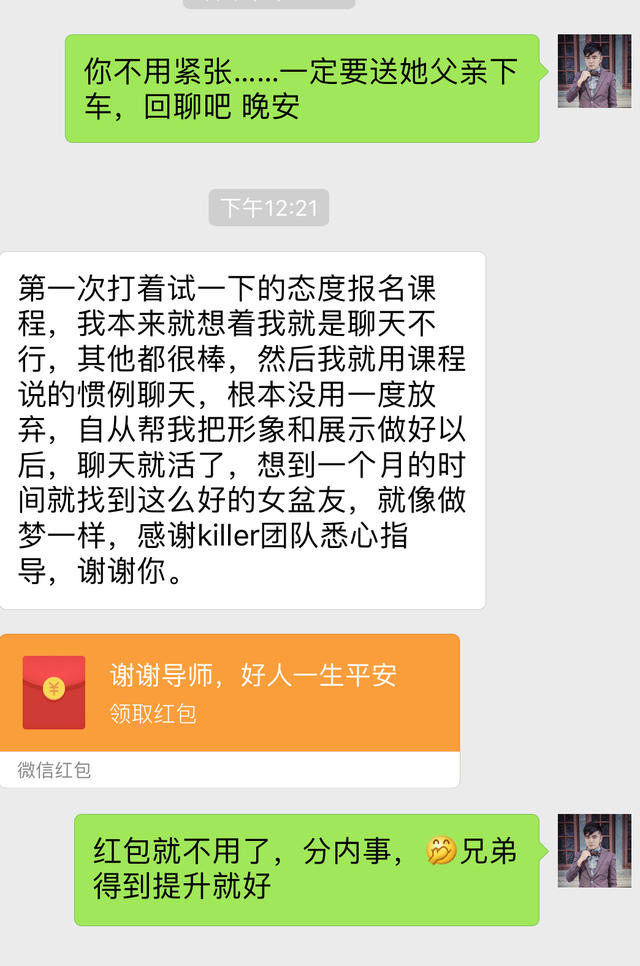 你不用紧张……一定要送她父亲下
车，回聊吧 晚安
下午12:21
第一次打着试一下的态度报名课
程，我本来就想着我就是聊天不
行，其他都很棒，然后我就用课程
说的惯例聊天，根本没用一度放
弃，自从帮我把形象和展示做好以
后，聊天就活了，想到一个月的时
间就找到这么好的女盆友，就像做
梦一样，感谢killer团队悉心指
导，谢谢你。
谢谢导师，好人一生平安
领取红包
微信红包
红包就不用了，分内事，🤭兄弟
得到提升就好